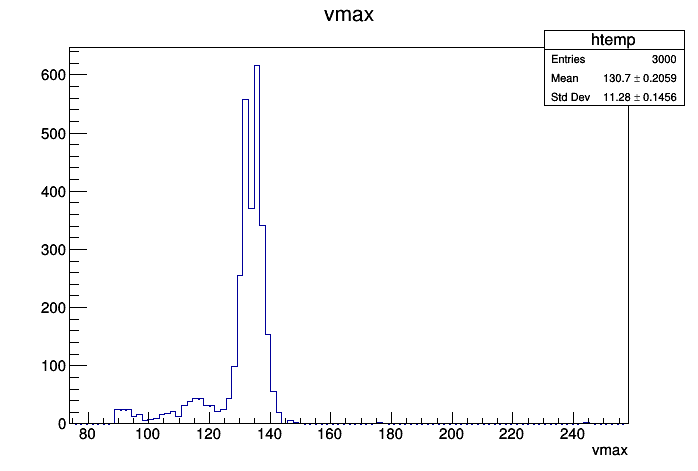 vmax
htemp
Entries 3000
Mean 130.7 ± 0.2059
Std Dev 11.28 ± 0.1456
600
500
400
300
200
100
0
80 100 120 140 160 180 200 220 240
vmax